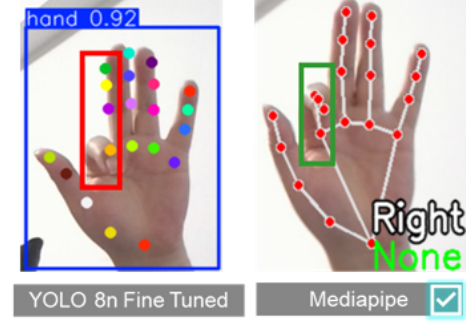 hand 0.92
Right
None
YOLO 8n Fine Tuned
Mediapipe